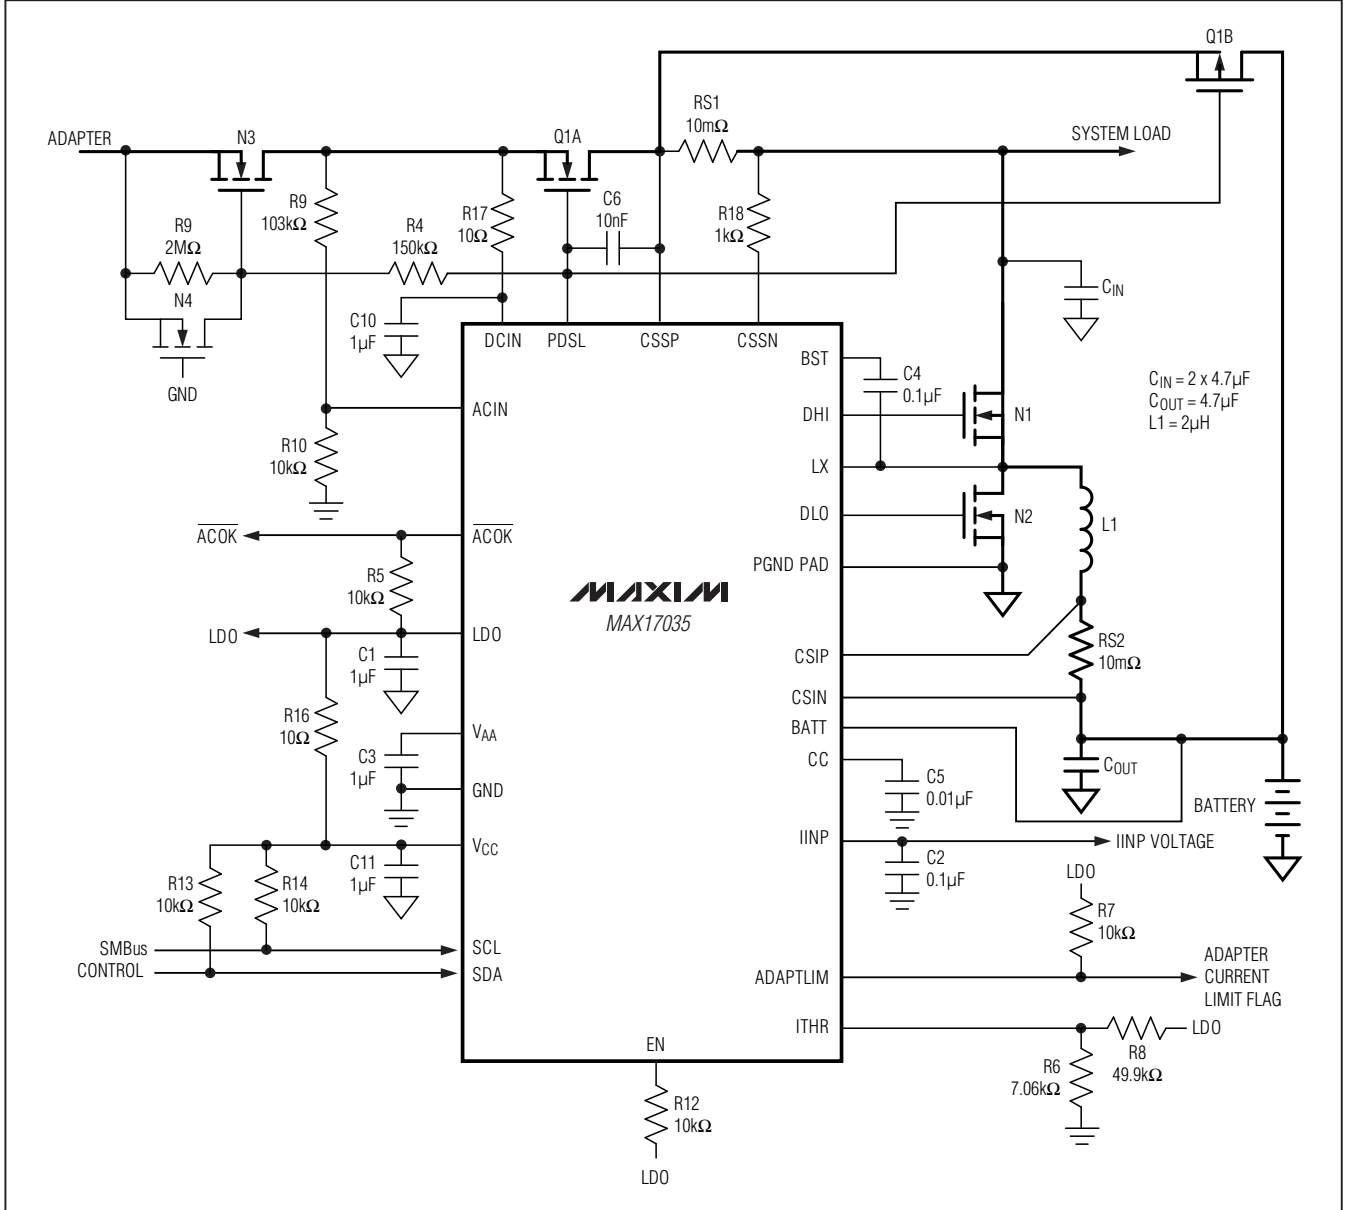 Q1B
RS1
10mΩ
SYSTEM LOAD
ADAPTER
N3
Q1A
R9
103kΩ
R17
10Ω
C6
10nF
R18
1kΩ
R9
2MΩ
R4
150kΩ
N4
GND
C10
1µF
CIN
DCIN
PDSL
CSSP
CSSN
BST
C4
0.1µF
CIN = 2 x 4.7µF
COUT = 4.7µF
L1 = 2µH
ACIN
DHI
N1
R10
10kΩ
LX
DLO
N2
L1
ACOK
ACOK
PGND PAD
R5
10kΩ
MAXIM
MAX17035
LDO
LDO
C1
1µF
CSIP
RS2
10mΩ
CSIN
R16
10Ω
VAA
BATT
C3
1µF
CC
COUT
GND
C5
0.01µF
BATTERY
VCC
IINP
IINP VOLTAGE
C11
1µF
C2
0.1µF
R13
10kΩ
R14
10kΩ
LDO
R7
10kΩ
SMBus
CONTROL
SCL
SDA
ADAPTLIM
ADAPTER
CURRENT
LIMIT FLAG
ITHR
LDO
R8
49.9kΩ
R6
7.06kΩ
EN
R12
10kΩ
LDO